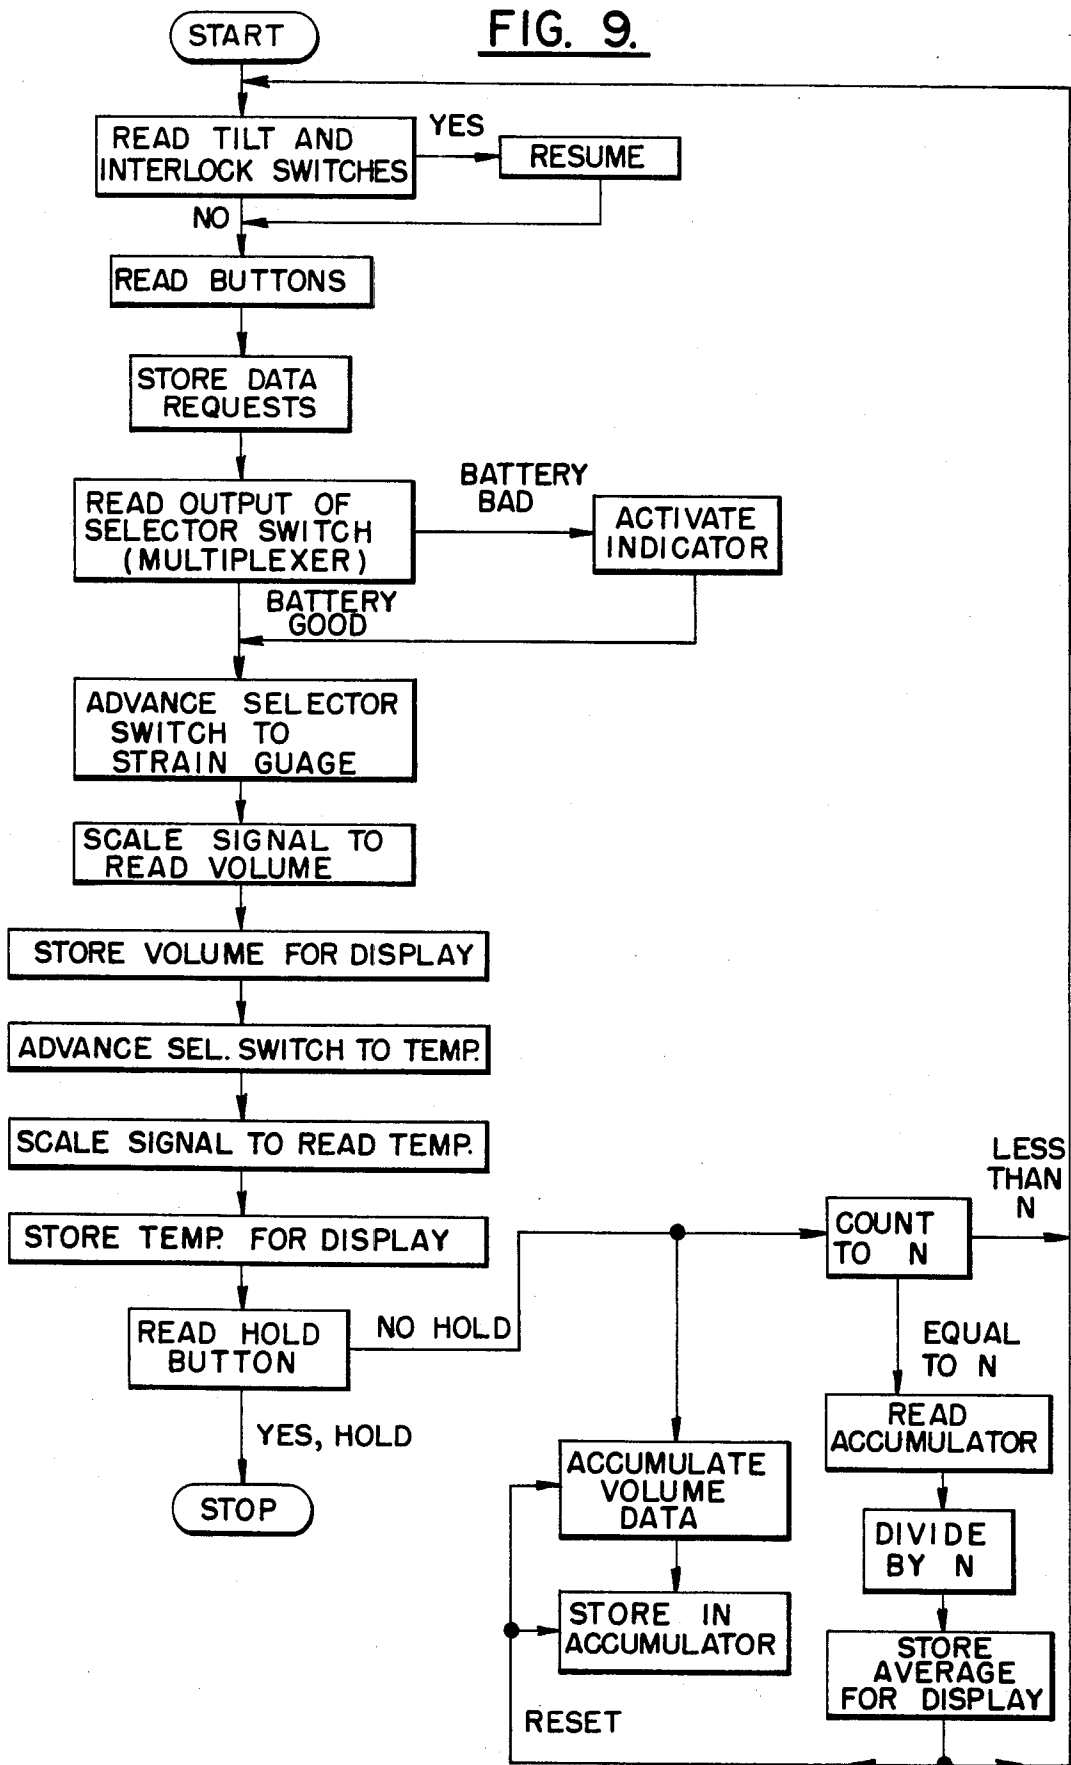 FIG. 9.
START
READ TILT AND
INTERLOCK SWITCHES
YES
RESUME
NO
READ BUTTONS
STORE DATA
REQUESTS
READ OUTPUT OF
SELECTOR SWITCH
(MULTIPLEXER)
BATTERY
BAD
ACTIVATE
INDICATOR
BATTERY
GOOD
ADVANCE SELECTOR
SWITCH TO
STRAIN GUAGE
SCALE SIGNAL TO
READ VOLUME
STORE VOLUME FOR DISPLAY
ADVANCE SEL. SWITCH TO TEMP.
SCALE SIGNAL TO READ TEMP.
STORE TEMP. FOR DISPLAY
READ HOLD
BUTTON
NO HOLD
YES, HOLD
STOP
COUNT
TO N
LESS
THAN
N
EQUAL
TO N
READ
ACCUMULATOR
DIVIDE
BY N
STORE
AVERAGE
FOR DISPLAY
ACCUMULATE
VOLUME
DATA
STORE IN
ACCUMULATOR
RESET